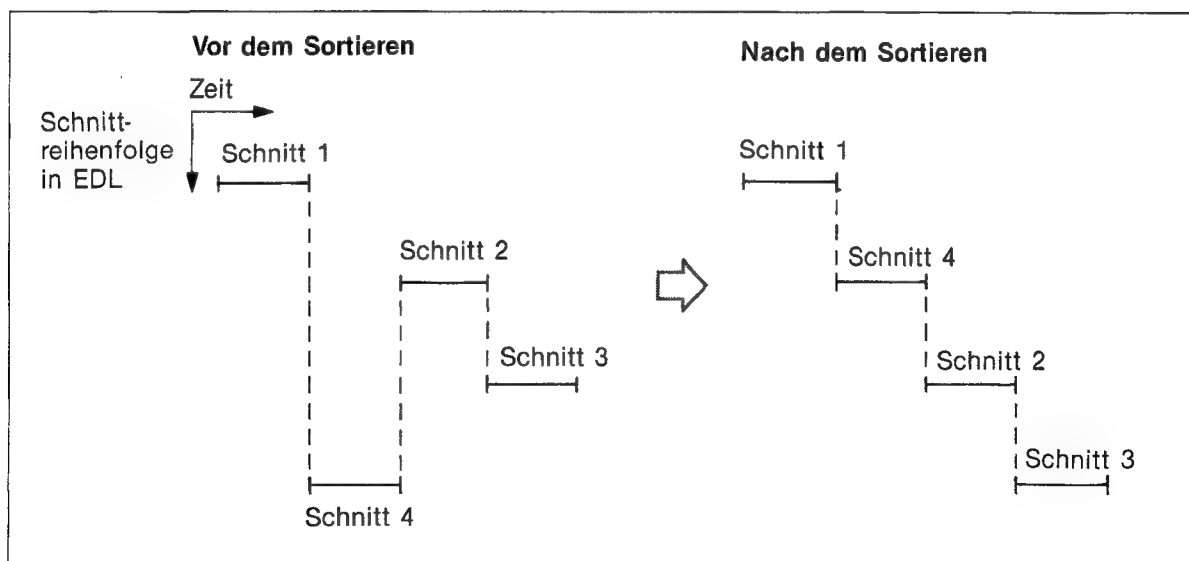 Vor dem Sortieren
Zeit
Schnitt-
reihenfolge
in EDL
Schnitt 1
Schnitt 2
Schnitt 3
Schnitt 4
Nach dem Sortieren
Schnitt 1
Schnitt 4
Schnitt 2
Schnitt 3